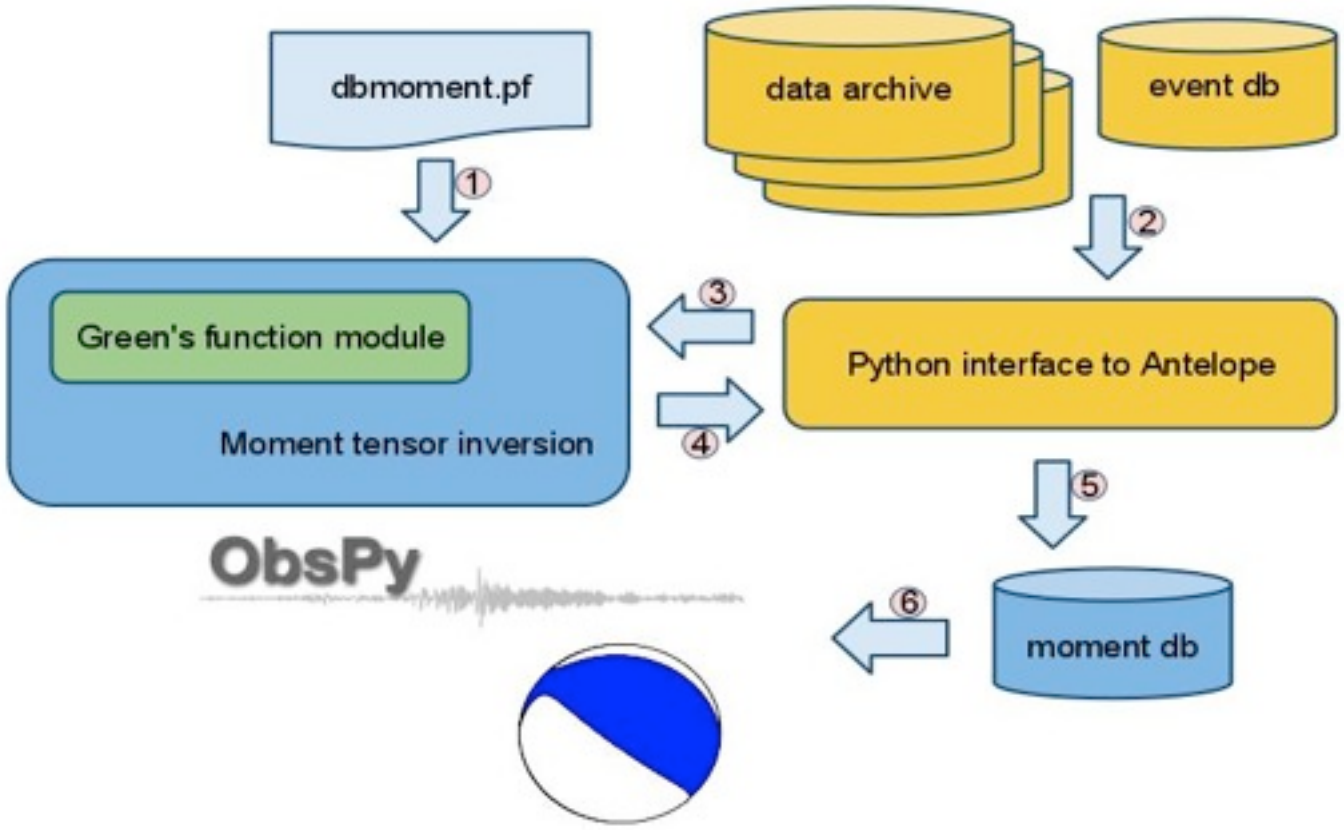 dbmoment.pf
data archive
event db
1
2
Green's function module
3
Python interface to Antelope
Moment tensor inversion
4
5
ObsPy
6
moment db